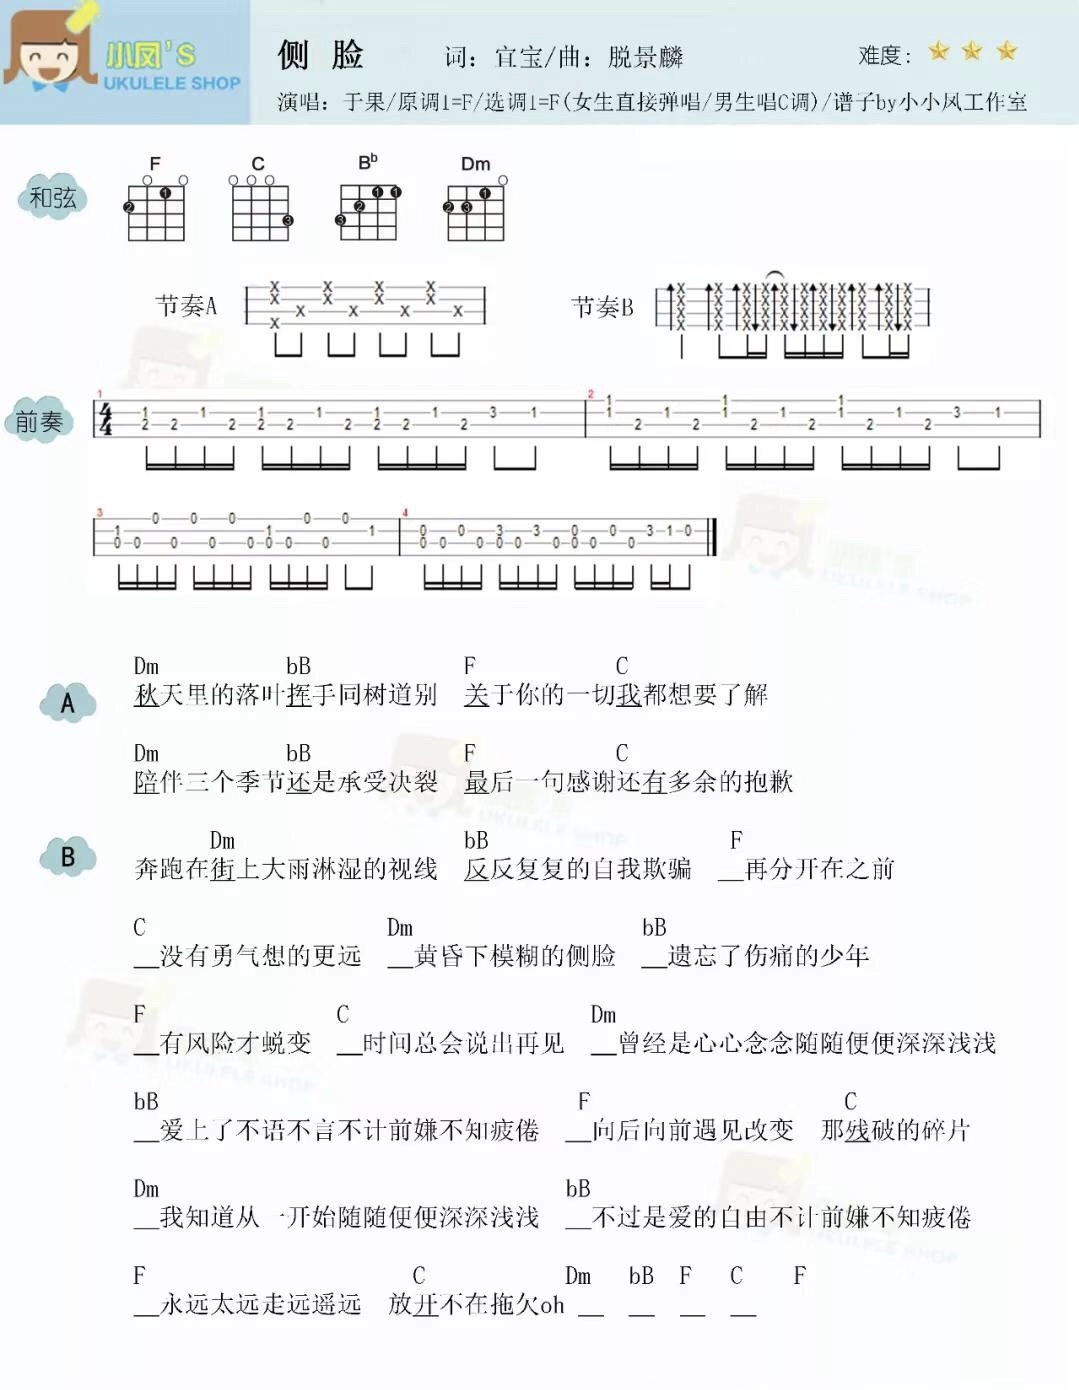 小凤'S
UKULELE SHOP
侧 脸 词：宜宝/曲：脱景麟 难度：
演唱：于果/原调1=F/选调1=F(女生直接弹唱/男生唱C调)/谱子by小小凤工作室
和弦 F C Bb Dm
节奏A 节奏B
前奏
A
Dm bB F C
秋天里的落叶挥手同树道别 关于你的一切我都想要了解
Dm bB F C
陪伴三个季节还是承受决裂 最后一句感谢还有多余的抱歉
B
Dm bB F
奔跑在街上大雨淋湿的视线 反反复复的自我欺骗 __再分开在之前
C Dm bB
__没有勇气想的更远 __黄昏下模糊的侧脸 __遗忘了伤痛的少年
F C Dm
__有风险才蜕变 __时间总会说出再见 __曾经是心心念念随随便便深深浅浅
bB F C
__爱上了不语不言不计前嫌不知疲倦 __向后向前遇见改变 那残破的碎片
Dm bB
__我知道从一开始随随便便深深浅浅 __不过是爱的自由不计前嫌不知疲倦
F C Dm bB F C F
__永远太远走远遥远 放开不在拖欠oh __ __ __ __